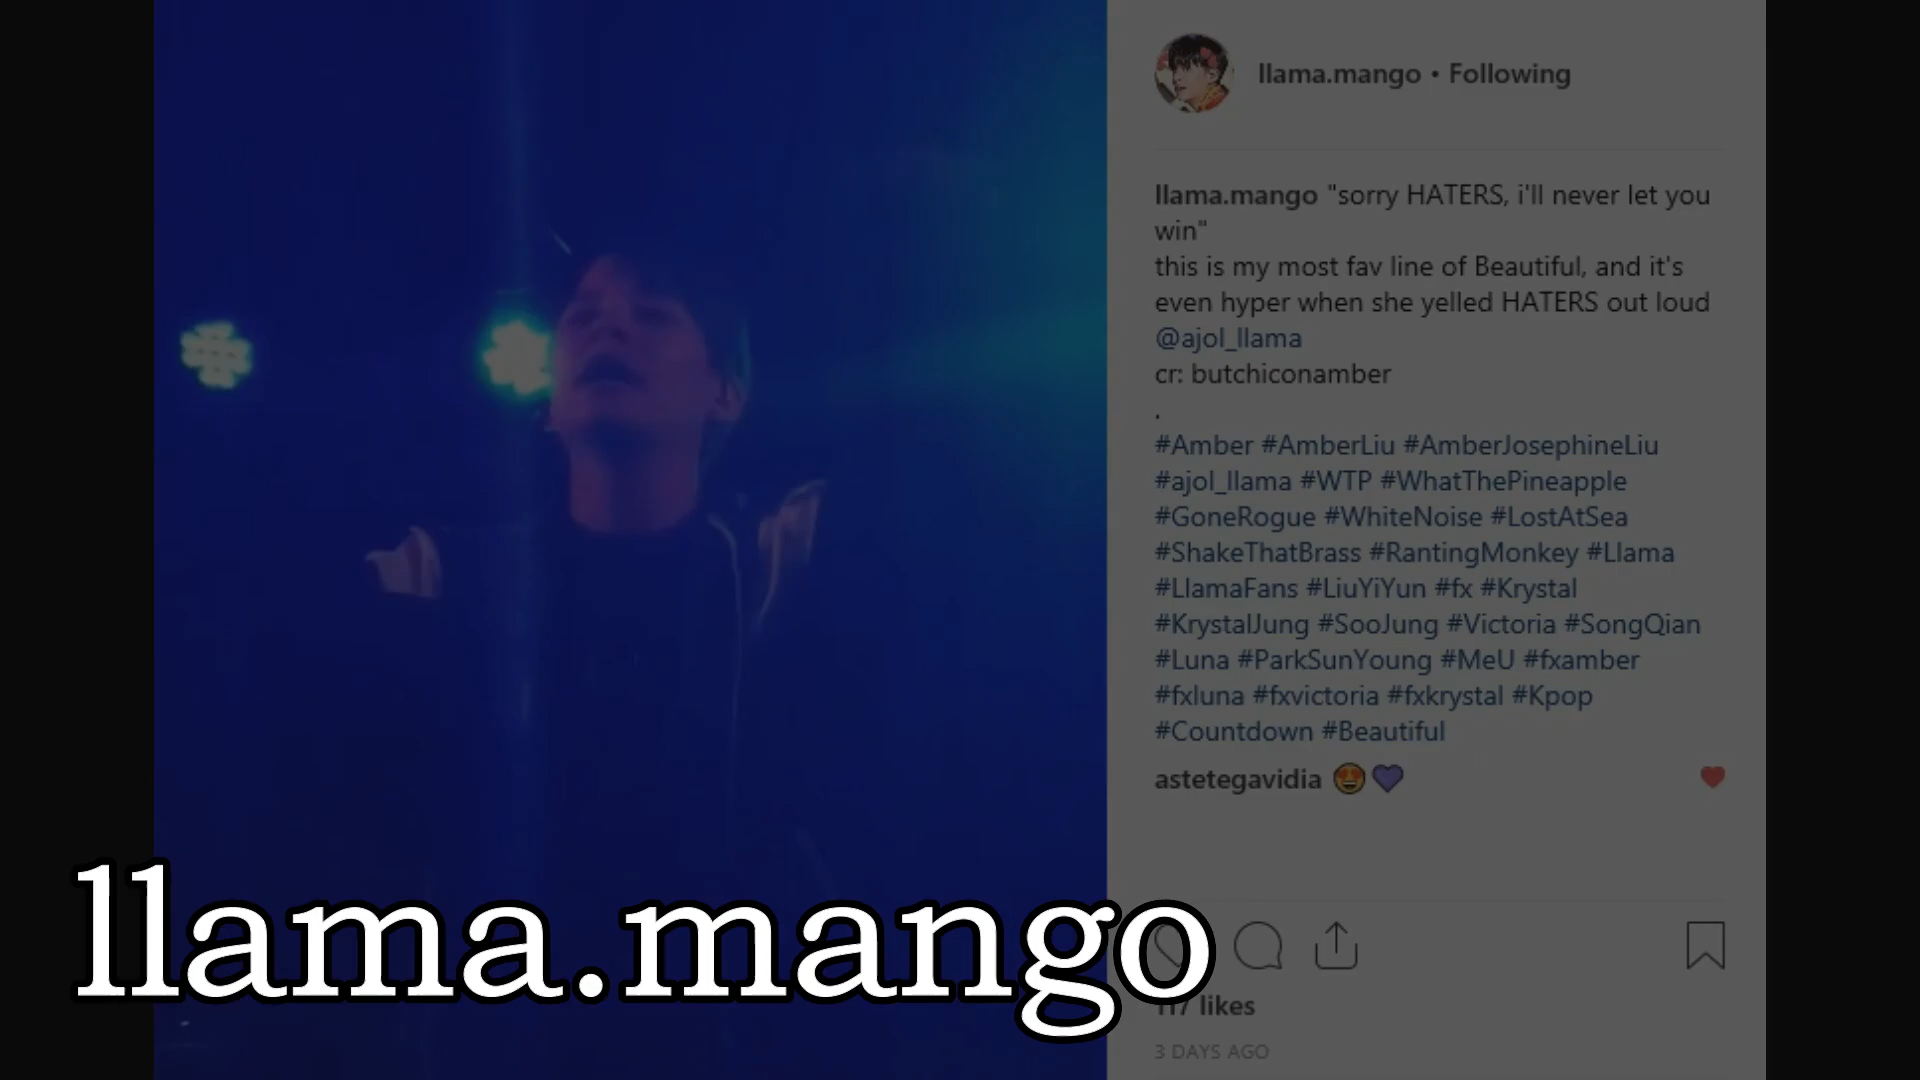 llama.mango • Following
llama.mango "sorry HATERS, i'll never let you
win"
this is my most fav line of Beautiful, and it's
even hyper when she yelled HATERS out loud
@ajol_llama
cr: butchiconamber
.
#Amber #AmberLiu #AmberJosephineLiu
#ajol_llama #WTP #WhatThePineapple
#GoneRogue #WhiteNoise #LostAtSea
#ShakeThatBrass #RantingMonkey #Llama
#LlamaFans #LiuYiYun #fx #Krystal
#KrystalJung #SooJung #Victoria #SongQian
#Luna #ParkSunYoung #MeU #fxamber
#fxluna #fxvictoria #fxkrystal #Kpop
#Countdown #Beautiful
astetegavidia 😍💜
llama.mango
117 likes
3 DAYS AGO